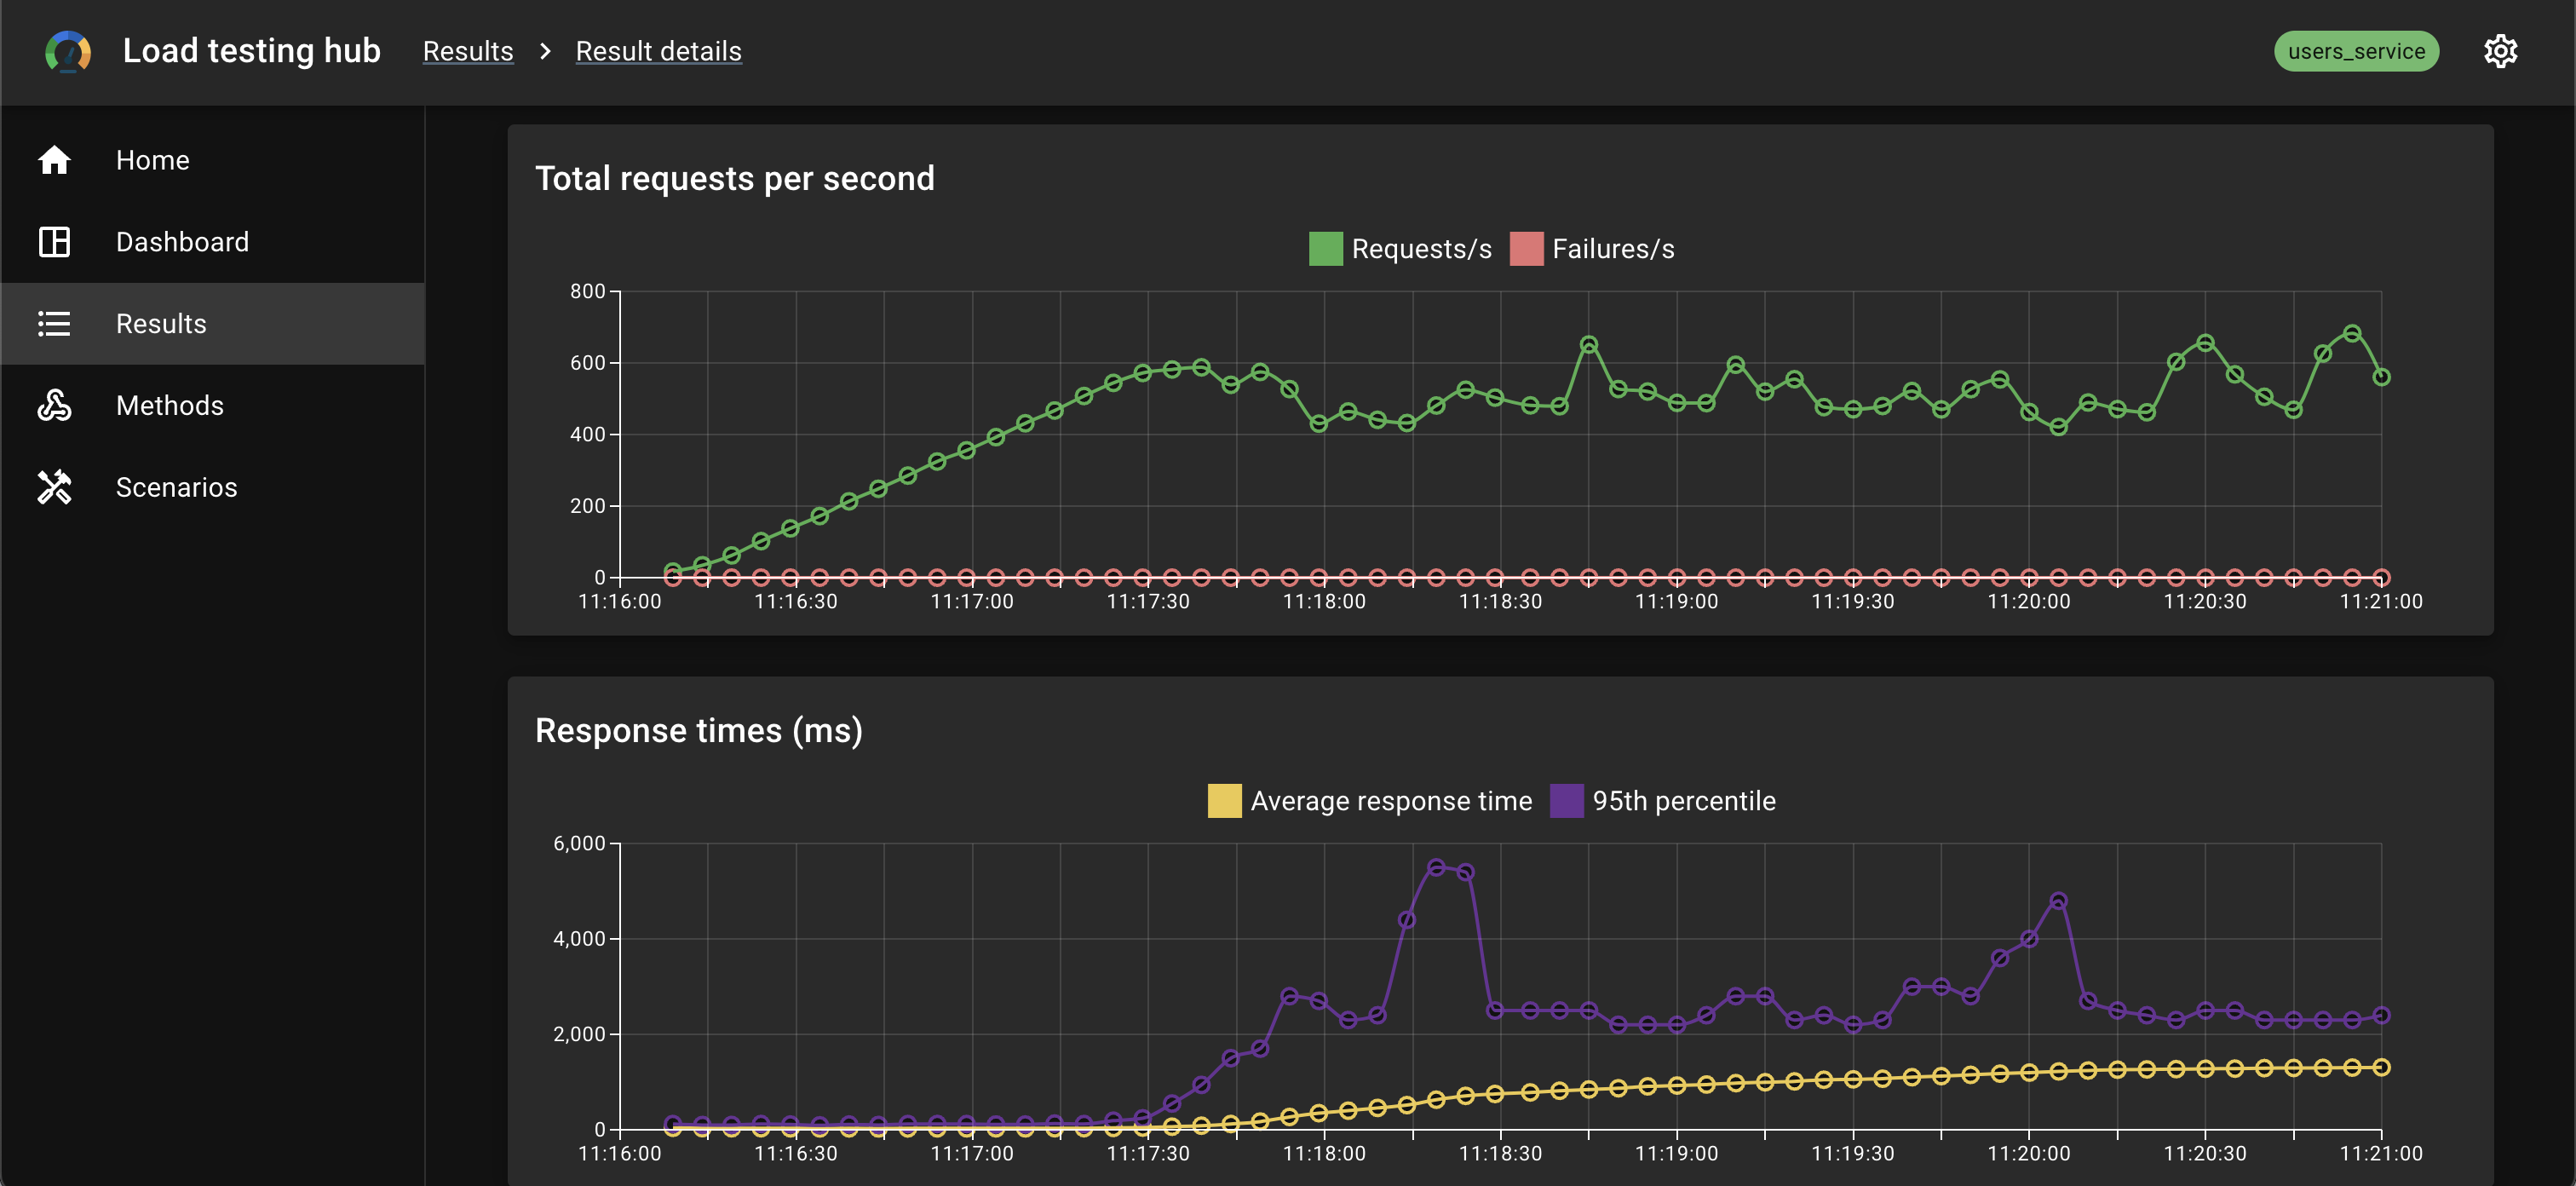 Load testing hub
Results > Result details
users_service
Home
Dashboard
Results
Methods
Scenarios
Total requests per second
Requests/s Failures/s
800
600
400
200
0
11:16:00 11:16:30 11:17:00 11:17:30 11:18:00 11:18:30 11:19:00 11:19:30 11:20:00 11:20:30 11:21:00
Response times (ms)
Average response time 95th percentile
6,000
4,000
2,000
0
11:16:00 11:16:30 11:17:00 11:17:30 11:18:00 11:18:30 11:19:00 11:19:30 11:20:00 11:20:30 11:21:00